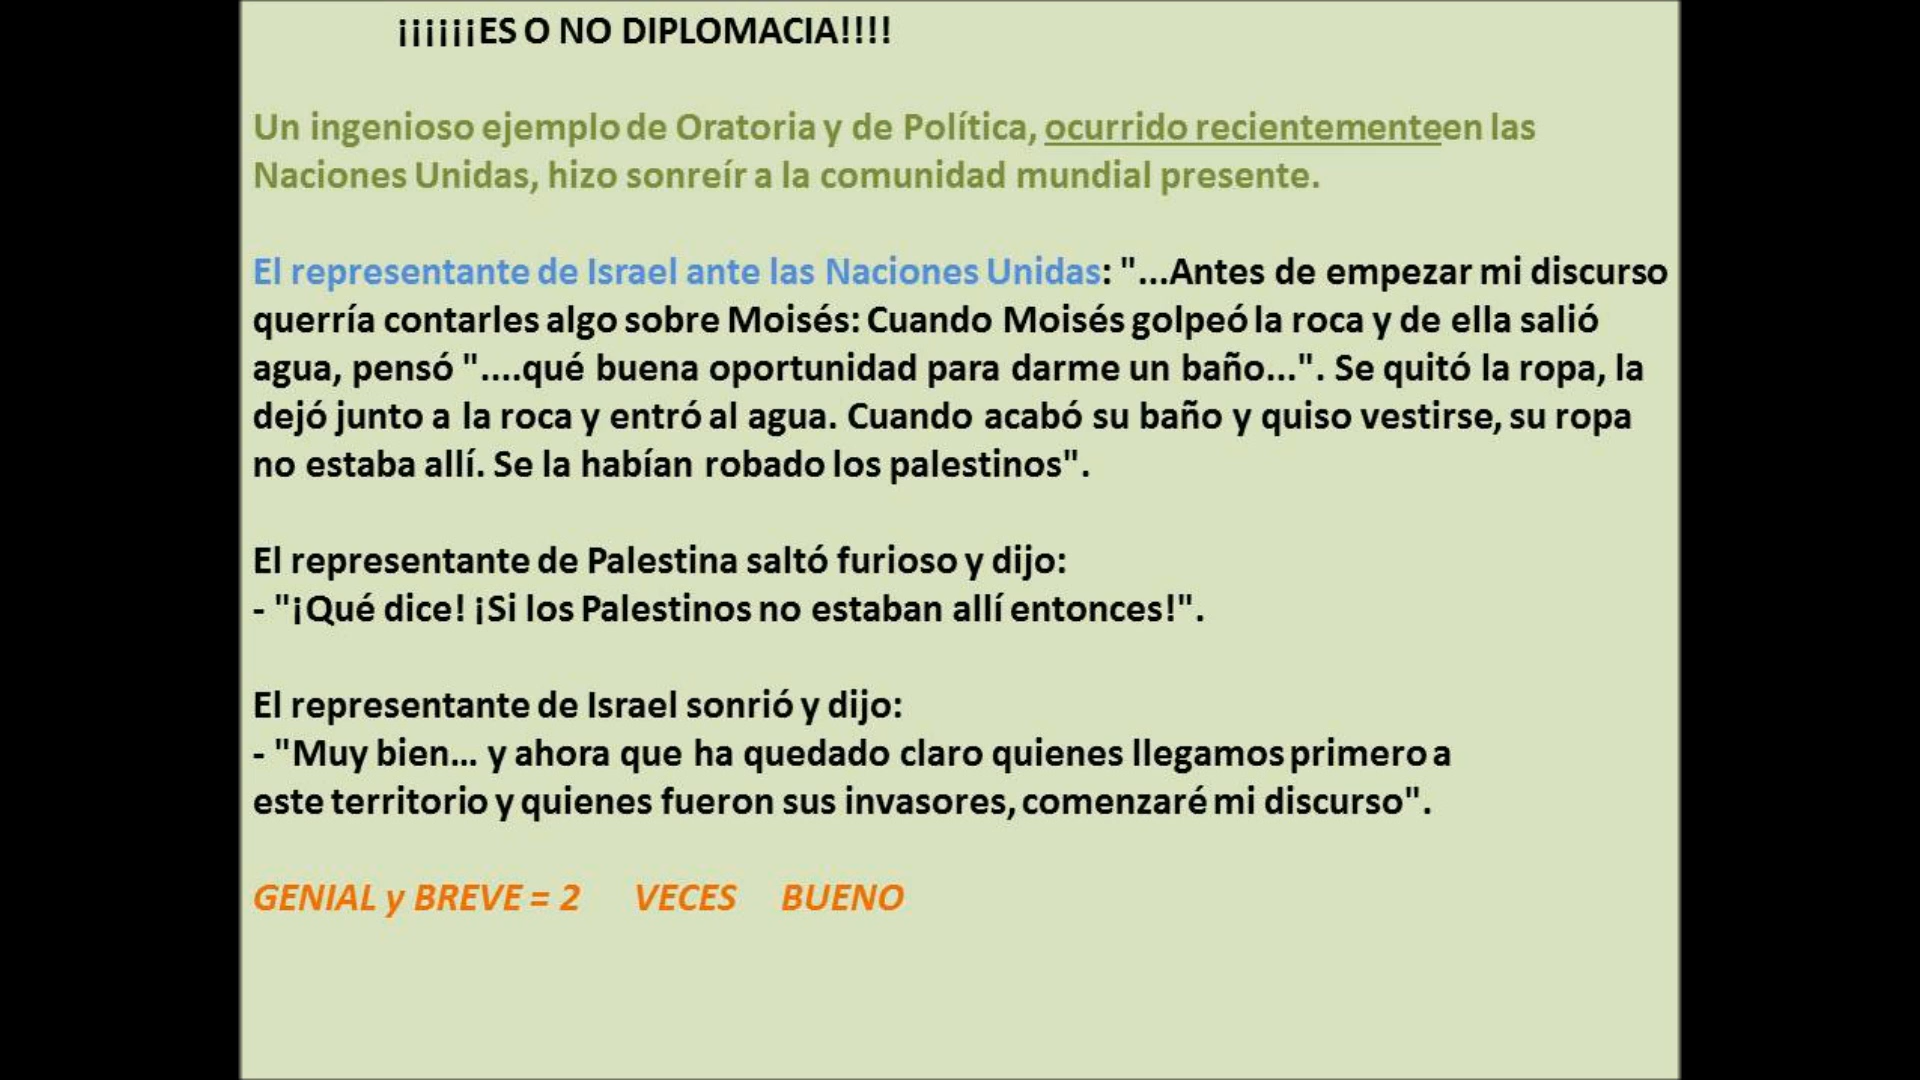 ¡¡¡¡¡¡ES O NO DIPLOMACIA!!!!
Un ingenioso ejemplo de Oratoria y de Política, ocurrido recientementeen las
Naciones Unidas, hizo sonreír a la comunidad mundial presente.
El representante de Israel ante las Naciones Unidas: "...Antes de empezar mi discurso
querría contarles algo sobre Moisés: Cuando Moisés golpeó la roca y de ella salió
agua, pensó "....qué buena oportunidad para darme un baño...". Se quitó la ropa, la
dejó junto a la roca y entró al agua. Cuando acabó su baño y quiso vestirse, su ropa
no estaba allí. Se la habían robado los palestinos".
El representante de Palestina saltó furioso y dijo:
- "¡Qué dice! ¡Si los Palestinos no estaban allí entonces!".
El representante de Israel sonrió y dijo:
- "Muy bien... y ahora que ha quedado claro quienes llegamos primero a
este territorio y quienes fueron sus invasores, comenzaré mi discurso".
GENIAL y BREVE = 2 VECES BUENO